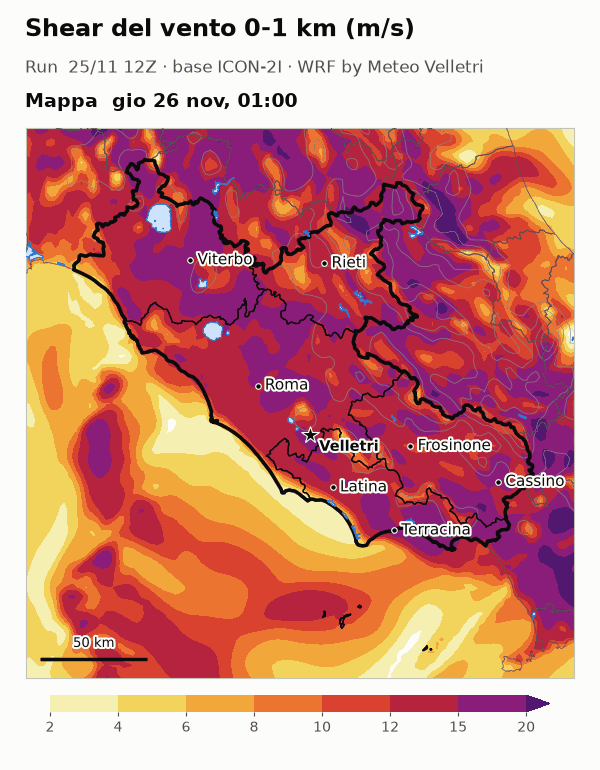 Shear del vento 0-1 km (m/s)
Run  25/11 12Z · base ICON-2I · WRF by Meteo Velletri
Mappa  gio 26 nov, 01:00
Viterbo
Rieti
Roma
Velletri
Frosinone
Latina
Cassino
Terracina
50 km
2 4 6 8 10 12 15 20